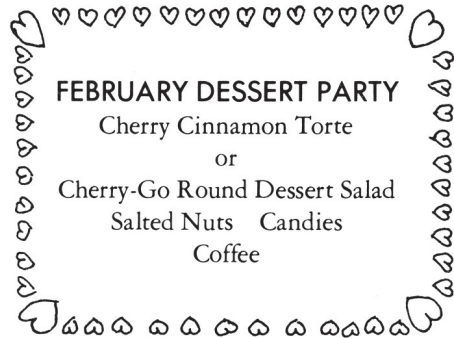 FEBRUARY DESSERT PARTY
Cherry Cinnamon Torte
or
Cherry-Go Round Dessert Salad
Salted Nuts Candies
Coffee